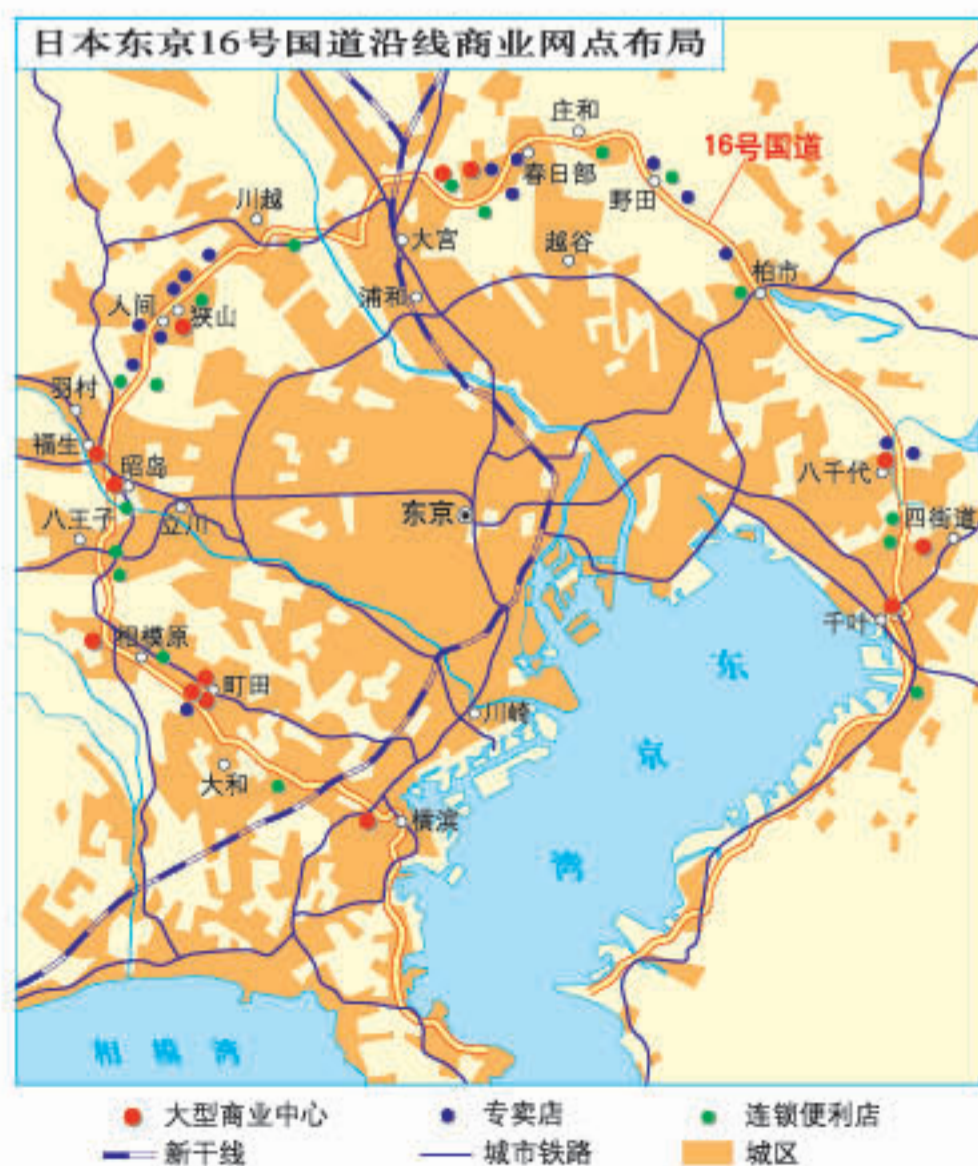 日本东京16号国道沿线商业网点布局
庄和
16号国道
春日部
野田
川越
大宫
越谷
柏市
浦和
人间
狭山
羽村
福生
昭岛
八千代
八王子
立川
东京
四街道
千叶
相模原
町田
川崎
大和
横滨
东京湾
相模湾
大型商业中心
专卖店
连锁便利店
新干线
城市铁路
城区